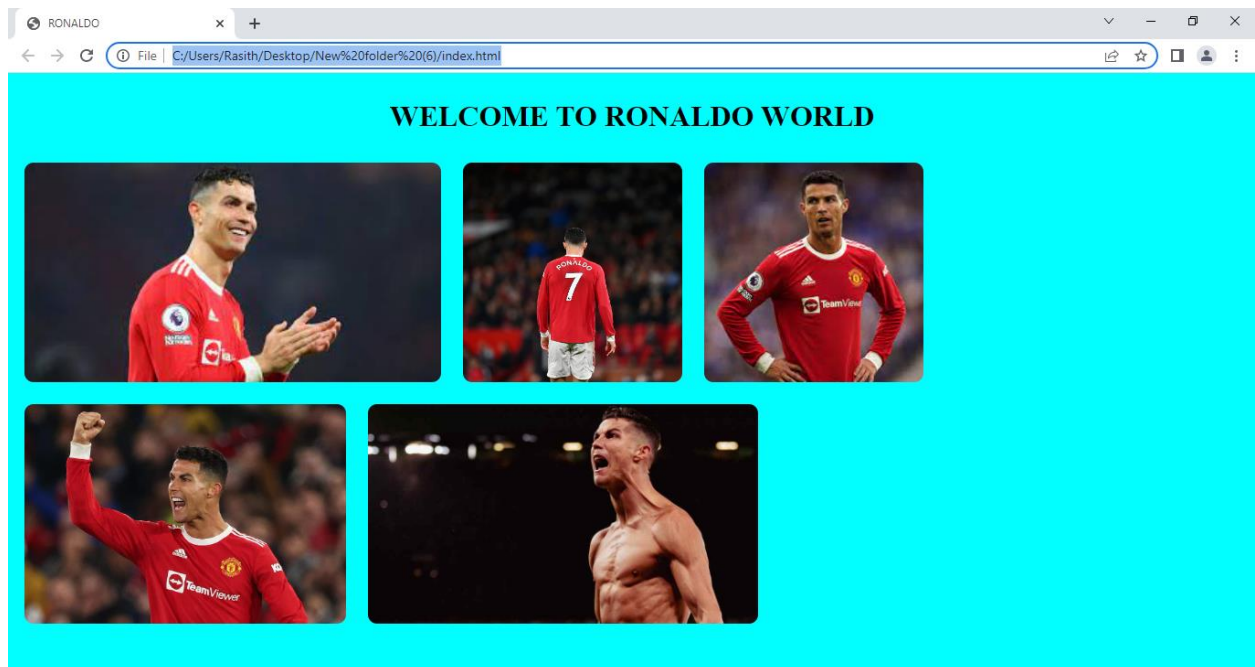 RONALDO
File C:/Users/Rasith/Desktop/New%20folder%20(6)/index.html
WELCOME TO RONALDO WORLD
RONALDO
7
TeamViewer
TeamViewer